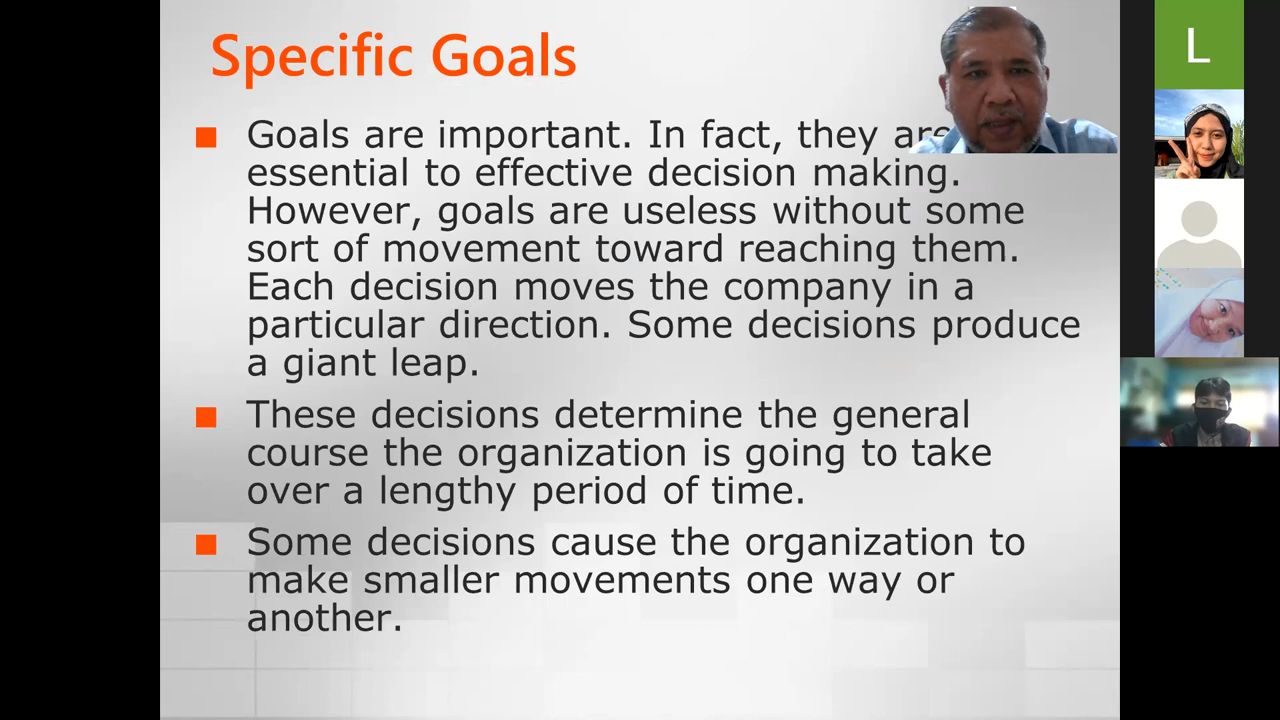 Specific Goals
Goals are important. In fact, they are
essential to effective decision making.
However, goals are useless without some
sort of movement toward reaching them.
Each decision moves the company in a
particular direction. Some decisions produce
a giant leap.
These decisions determine the general
course the organization is going to take
over a lengthy period of time.
Some decisions cause the organization to
make smaller movements one way or
another.
L